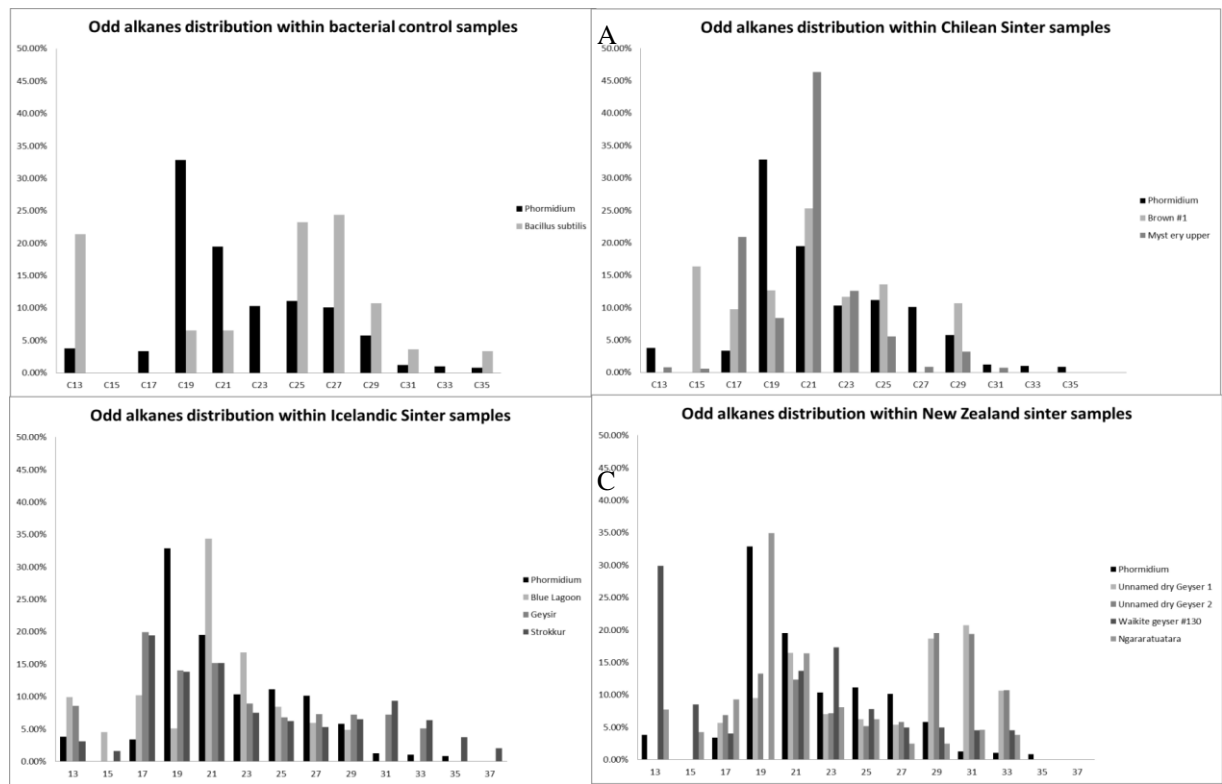 Odd alkanes distribution within bacterial control samples
50.00%
45.00%
40.00%
35.00%
30.00%
25.00%
20.00%
15.00%
10.00%
5.00%
0.00%
C13 C15 C17 C19 C21 C23 C25 C27 C29 C31 C33 C35
Phormidium
Bacillus subtilis
A
Odd alkanes distribution within Chilean Sinter samples
50.00%
45.00%
40.00%
35.00%
30.00%
25.00%
20.00%
15.00%
10.00%
5.00%
0.00%
C13 C15 C17 C19 C21 C23 C25 C27 C29 C31 C33 C35
Phormidium
Brown #1
Myst ery upper
Odd alkanes distribution within Icelandic Sinter samples
50.00%
45.00%
40.00%
35.00%
30.00%
25.00%
20.00%
15.00%
10.00%
5.00%
0.00%
13 15 17 19 21 23 25 27 29 31 33 35 37
Phormidium
Blue Lagoon
Geysir
Strokkur
C
Odd alkanes distribution within New Zealand sinter samples
50.00%
45.00%
40.00%
35.00%
30.00%
25.00%
20.00%
15.00%
10.00%
5.00%
0.00%
13 15 17 19 21 23 25 27 29 31 33 35 37
Phormidium
Unnamed dry Geyser 1
Unnamed dry Geyser 2
Waikite geyser #130
Ngararatuatara